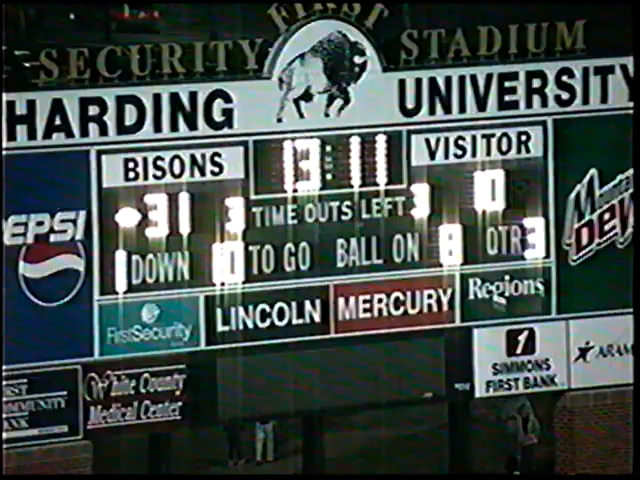 FIRST
SECURITY STADIUM
HARDING UNIVERSITY
BISONS 13:11 VISITOR
31 3 TIME OUTS LEFT 3 0
1 DOWN 10 TO GO BALL ON 8 QTR 3
PEPSI
Mountain Dew
FirstSecurity
LINCOLN
MERCURY
Regions
1
SIMMONS
FIRST BANK
ARAM
White County
Medical Center